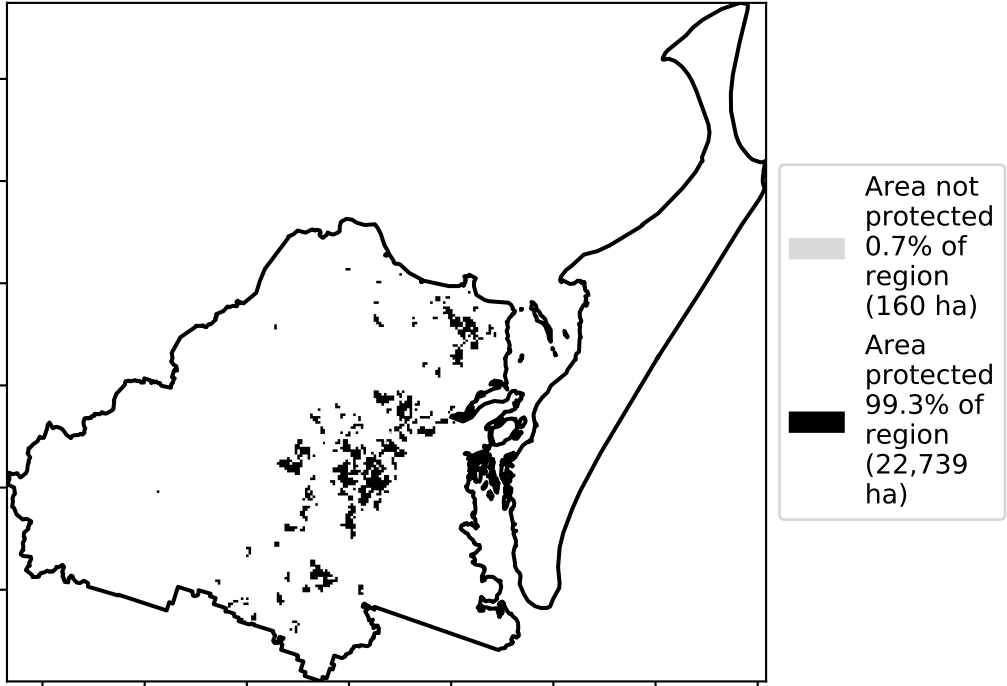 Area not
protected
0.7% of
region
(160 ha)
Area
protected
99.3% of
region
(22,739
ha)